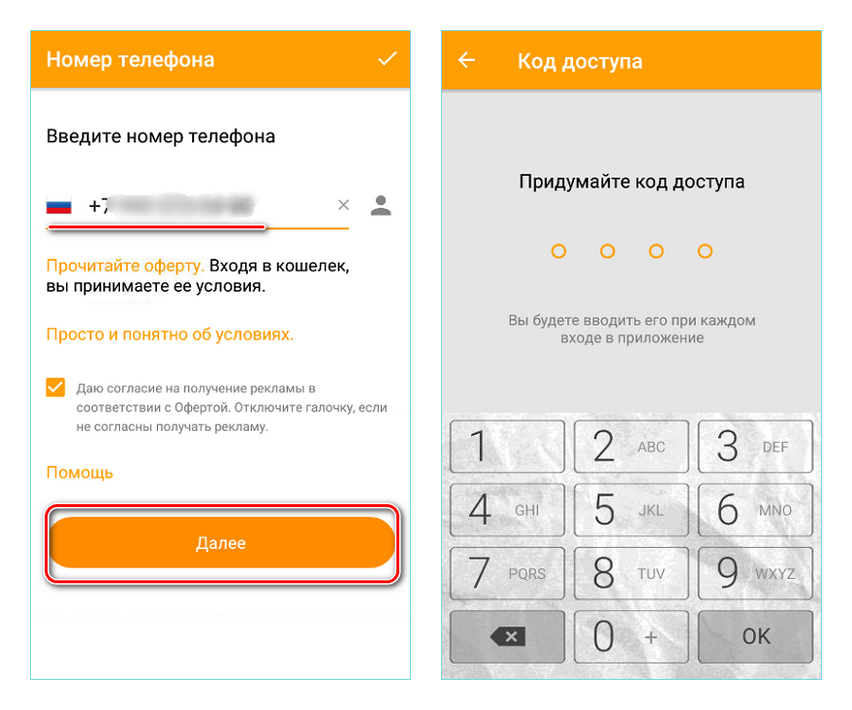 Номер телефона
Введите номер телефона
+7
Прочитайте оферту. Входя в кошелек,
вы принимаете ее условия.
Просто и понятно об условиях.
Даю согласие на получение рекламы в
соответствии с Офертой. Отключите галочку, если
не согласны получать рекламу.
Помощь
Далее
Код доступа
Придумайте код доступа
Вы будете вводить его при каждом
входе в приложение
1 2 ABC 3 DEF
4 GHI 5 JKL 6 MNO
7 PQRS 8 TUV 9 WXYZ
0 + OK